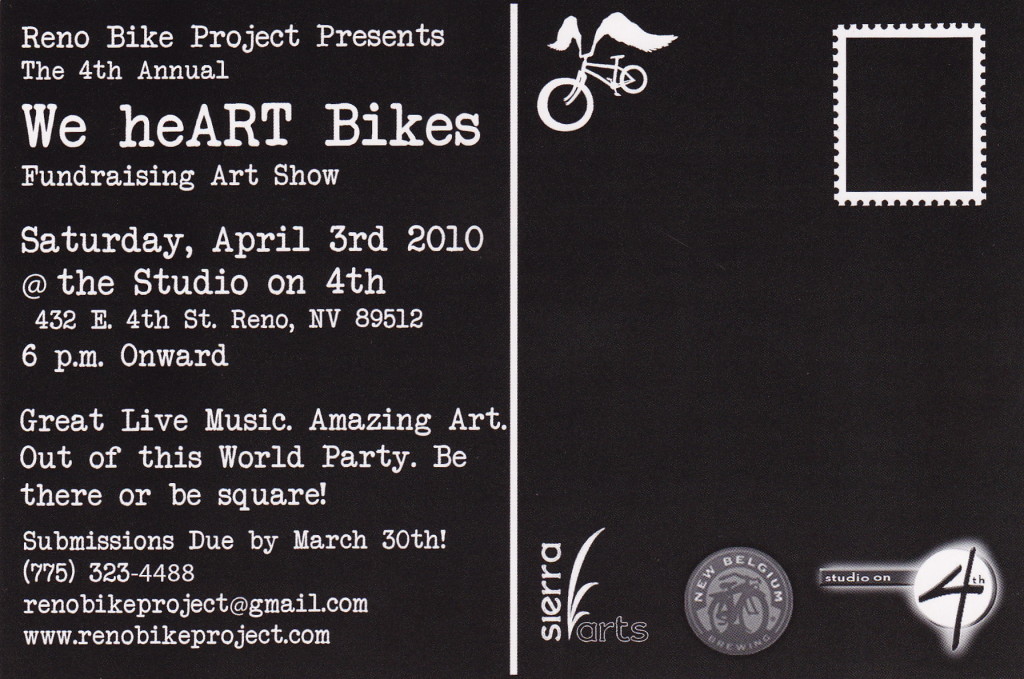 Reno Bike Project Presents
The 4th Annual
We heART Bikes
Fundraising Art Show
Saturday, April 3rd 2010
@ the Studio on 4th
432 E. 4th St. Reno, NV 89512
6 p.m. Onward
Great Live Music. Amazing Art.
Out of this World Party. Be
there or be square!
Submissions Due by March 30th!
(775) 323-4488
renobikeproject@gmail.com
www.renobikeproject.com
sierra
arts
NEW BELGIUM
BREWING
studio on
4th